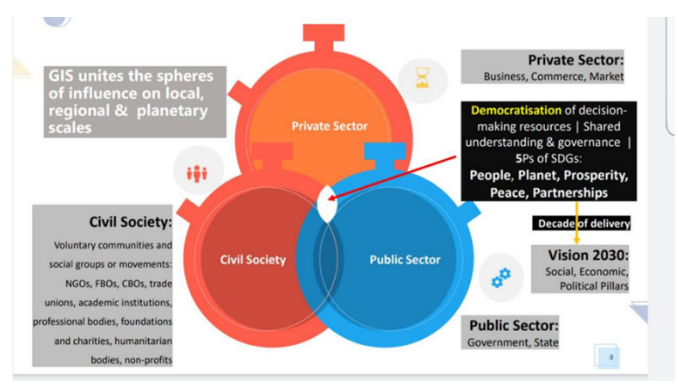 GIS unites the spheres
of influence on local,
regional & planetary
scales
Private Sector
Private Sector:
Business, Commerce, Market
Democratisation of decision-
making resources | Shared
understanding & governance |
5Ps of SDGs:
People, Planet, Prosperity,
Peace, Partnerships
Decade of delivery
Vision 2030:
Social, Economic,
Political Pillars
Civil Society:
Voluntary communities and
social groups or movements:
NGOs, FBOs, CBOs, trade
unions, academic institutions,
professional bodies, foundations
and charities, humanitarian
bodies, non-profits
Civil Society
Public Sector
Public Sector:
Government, State
8